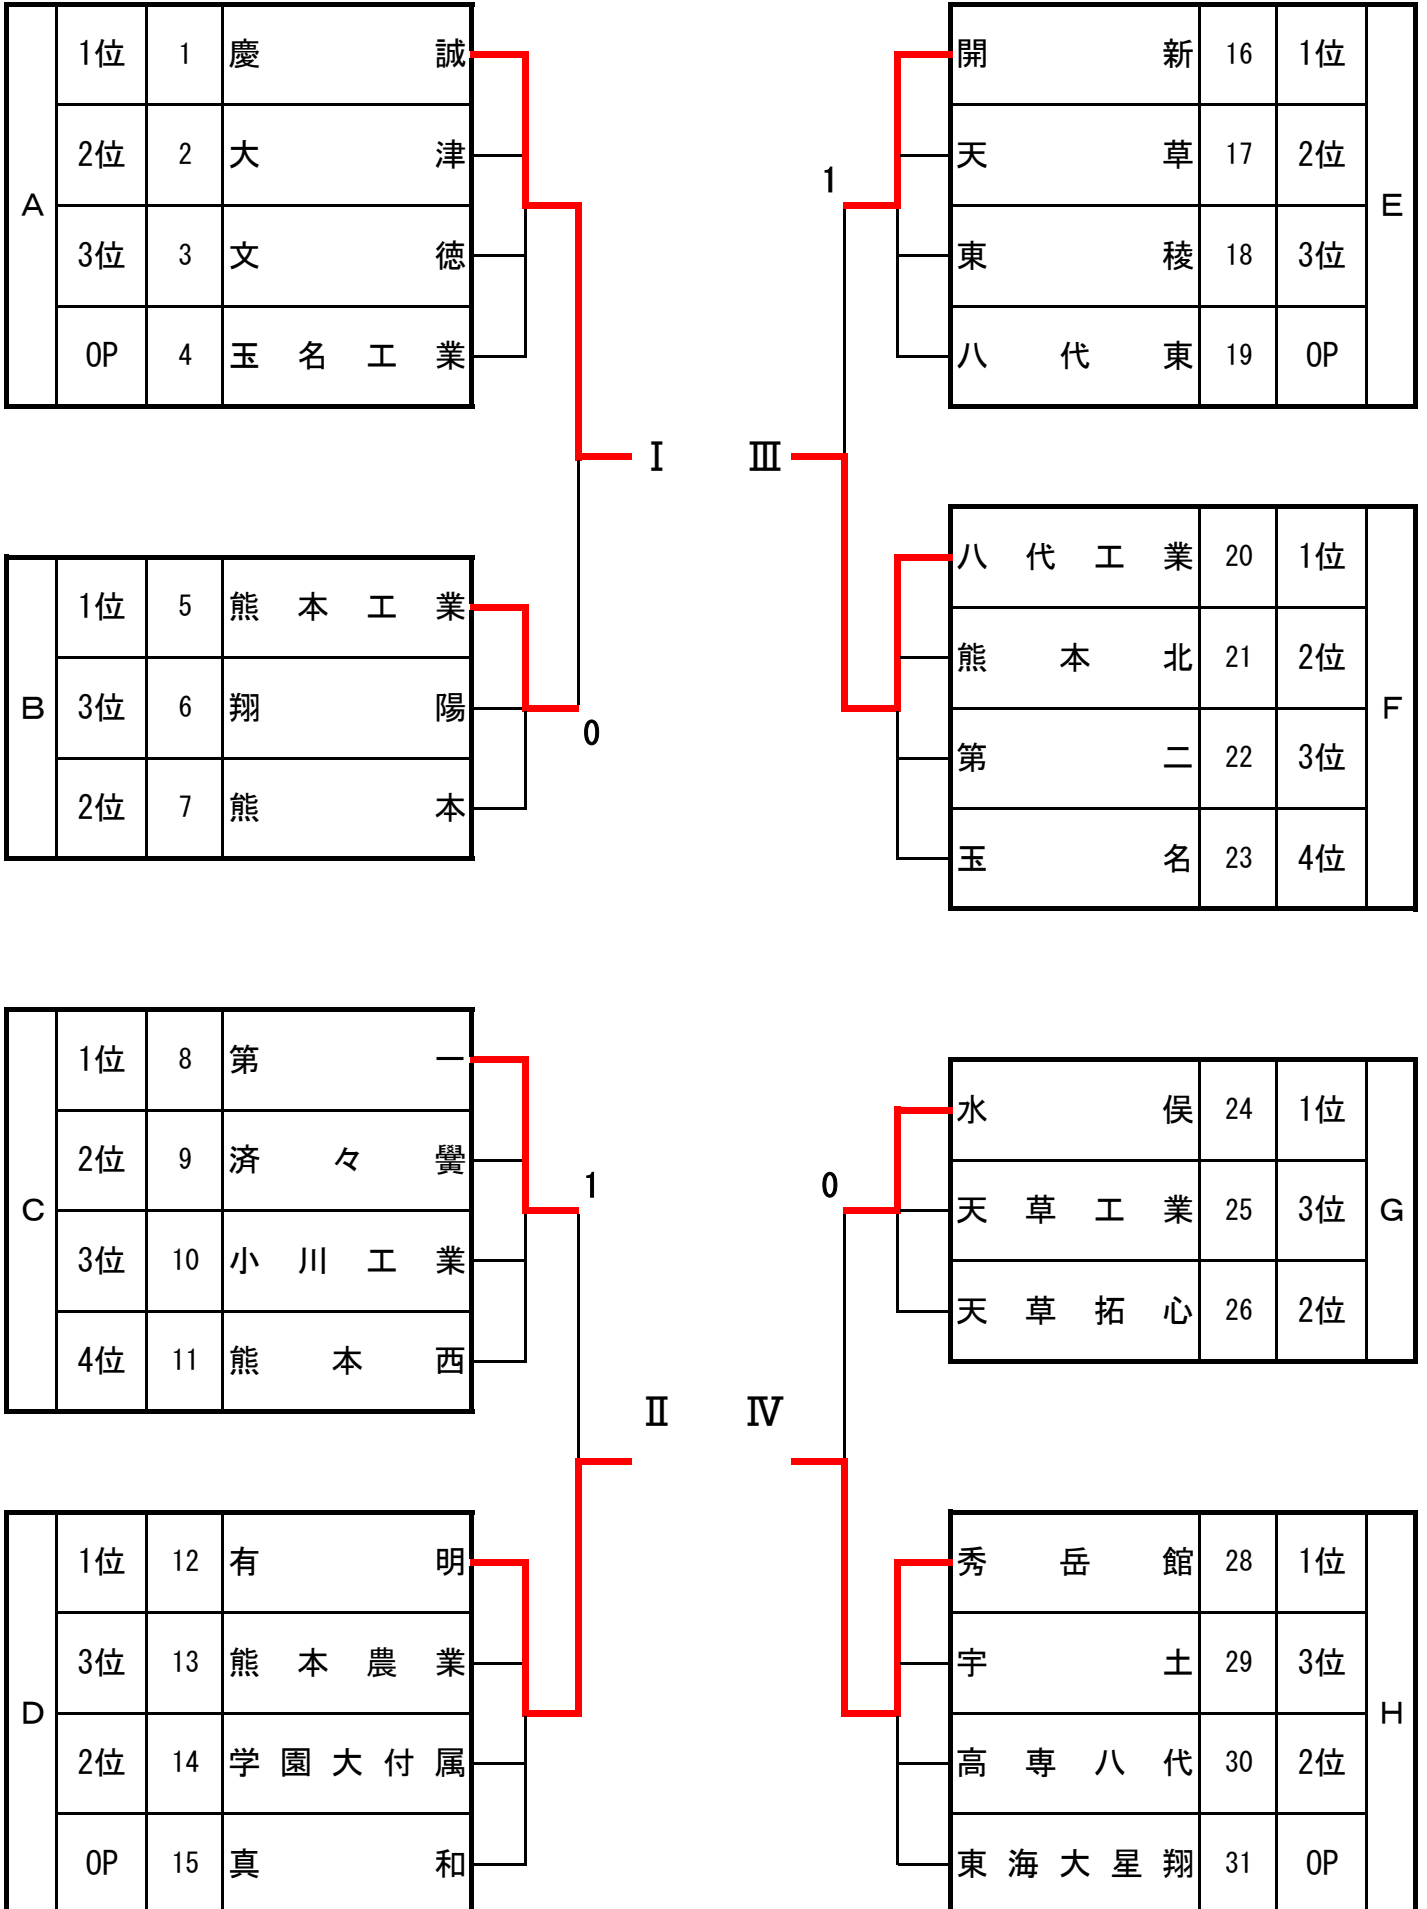 A
1位 1 慶誠
2位 2 大津
3位 3 文徳
OP 4 玉名工業
B
1位 5 熊本工業
3位 6 翔陽
2位 7 熊本
0
Ⅰ
C
1位 8 第一
2位 9 済々黌
3位 10 小川工業
4位 11 熊本西
1
D
1位 12 有明
3位 13 熊本農業
2位 14 学園大付属
OP 15 真和
Ⅱ
1
開新 16 1位
天草 17 2位
東稜 18 3位
八代東 19 OP
E
Ⅲ
八代工業 20 1位
熊本北 21 2位
第二 22 3位
玉名 23 4位
F
0
水俣 24 1位
天草工業 25 3位
天草拓心 26 2位
G
Ⅳ
秀岳館 28 1位
宇土 29 3位
高専八代 30 2位
東海大星翔 31 OP
H